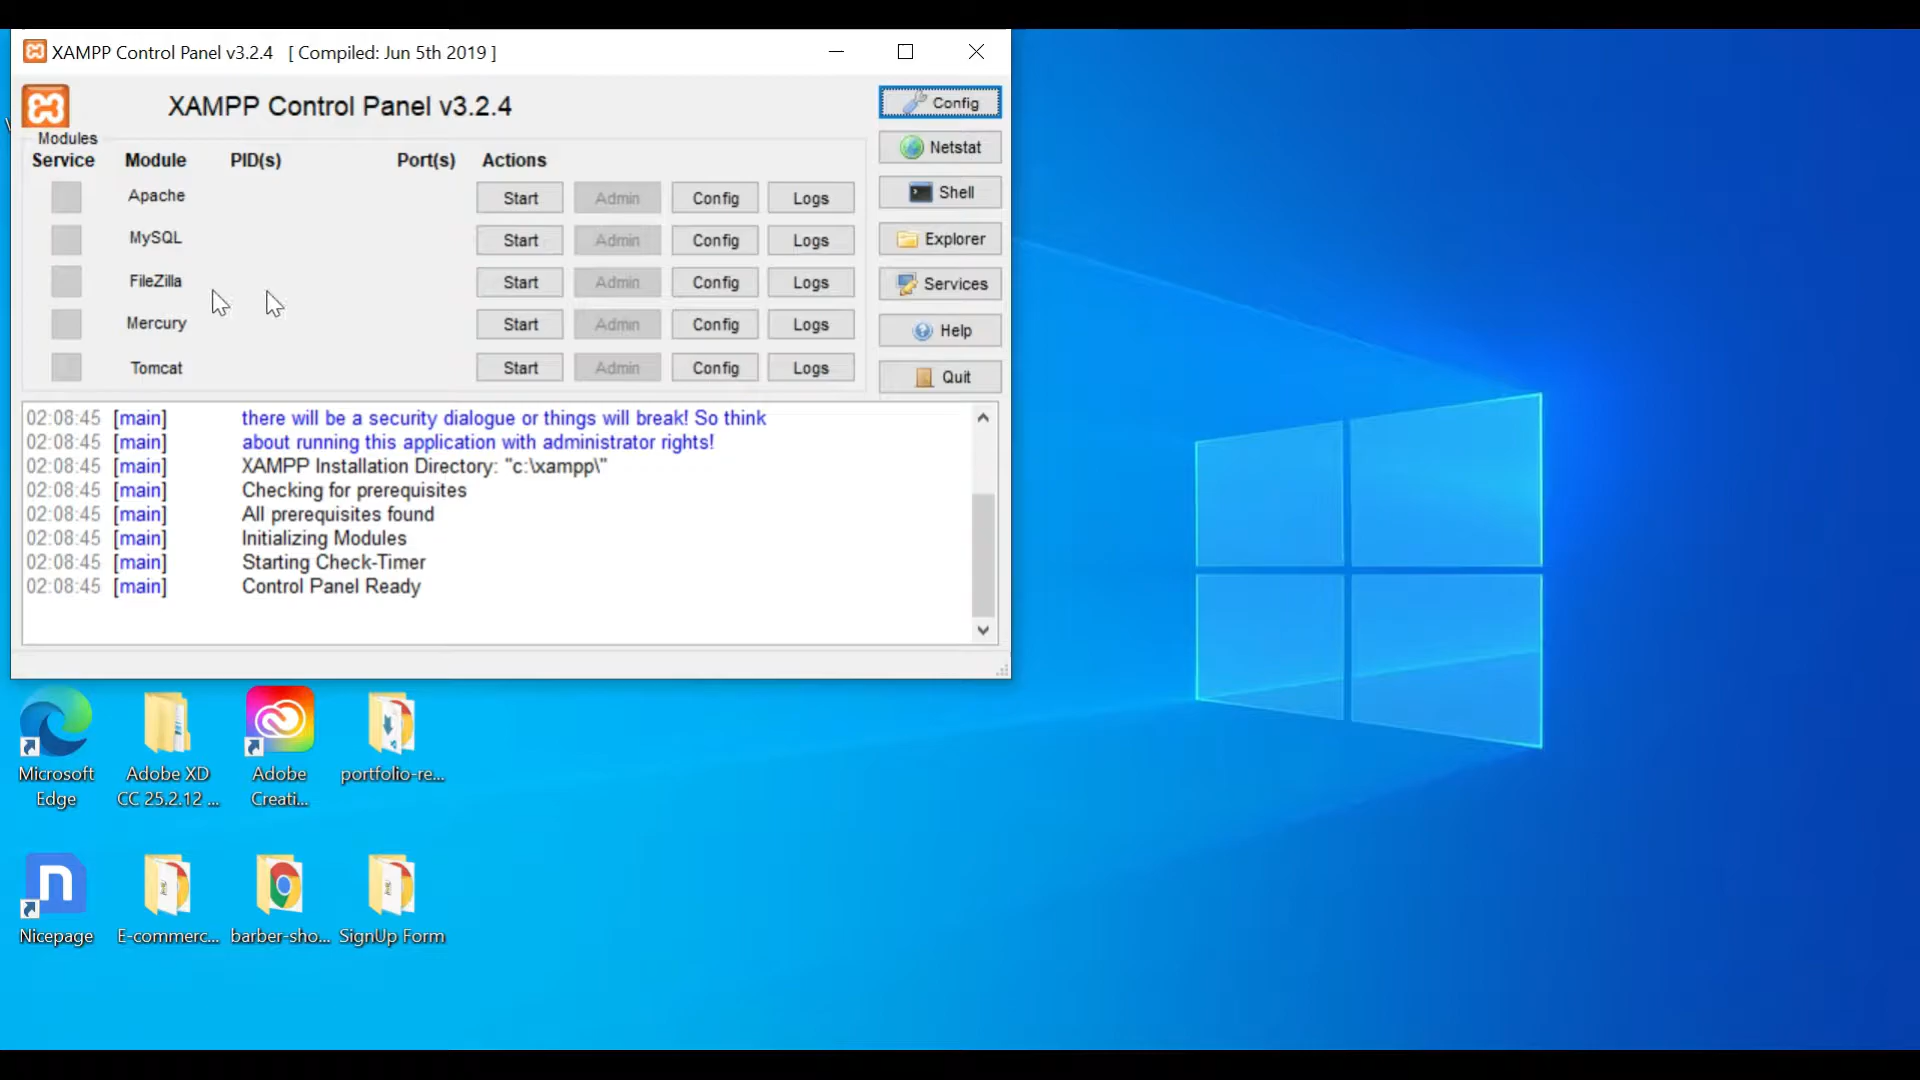 XAMPP Control Panel v3.2.4 [ Compiled: Jun 5th 2019 ]
XAMPP Control Panel v3.2.4
Config
Netstat
Shell
Explorer
Services
Help
Quit
Modules
Service Module PID(s) Port(s) Actions
Apache Start Admin Config Logs
MySQL Start Admin Config Logs
FileZilla Start Admin Config Logs
Mercury Start Admin Config Logs
Tomcat Start Admin Config Logs
02:08:45 [main] there will be a security dialogue or things will break! So think
02:08:45 [main] about running this application with administrator rights!
02:08:45 [main] XAMPP Installation Directory: "c:\xampp\"
02:08:45 [main] Checking for prerequisites
02:08:45 [main] All prerequisites found
02:08:45 [main] Initializing Modules
02:08:45 [main] Starting Check-Timer
02:08:45 [main] Control Panel Ready
Microsoft
Edge
Adobe XD
CC 25.2.12 ...
Adobe
Creati...
portfolio-re...
Nicepage
E-commerc...
barber-sho...
SignUp Form